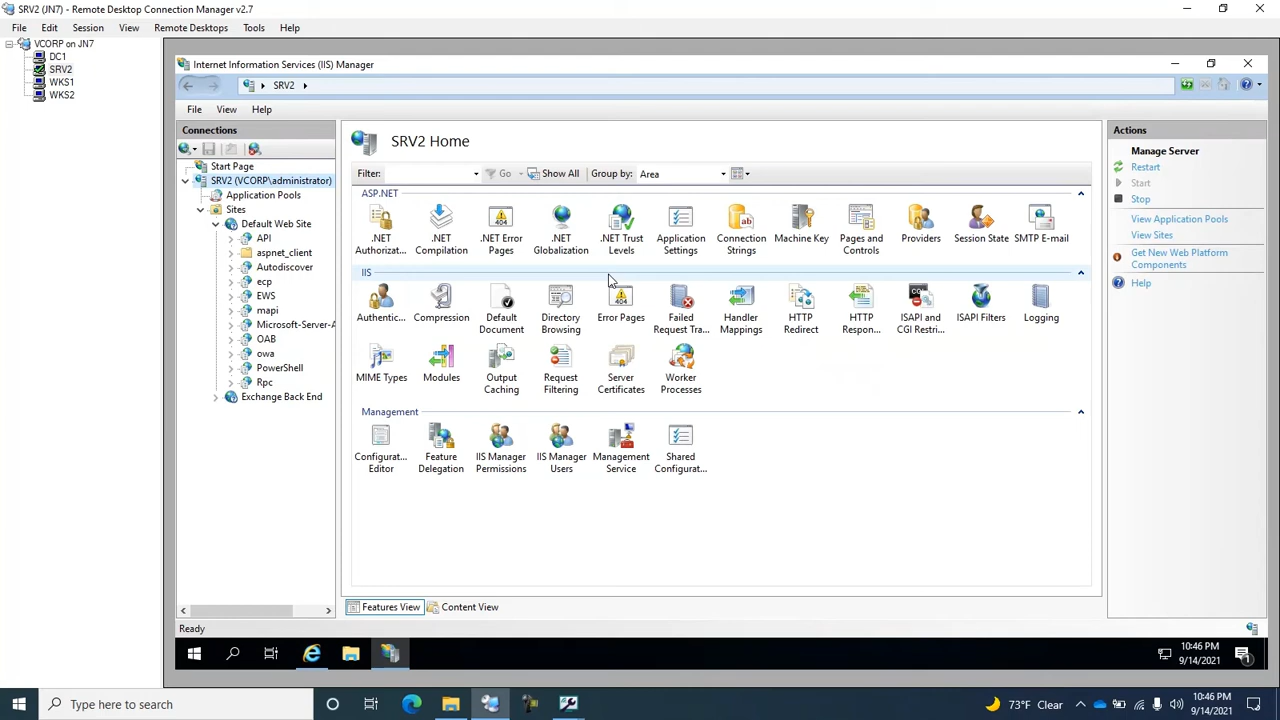 SRV2 (JN7) - Remote Desktop Connection Manager v2.7
File Edit Session View Remote Desktops Tools Help
VCORP on JN7
DC1
SRV2
WKS1
WKS2
Internet Information Services (IIS) Manager
SRV2
File View Help
Connections
Start Page
SRV2 (VCORP\administrator)
Application Pools
Sites
Default Web Site
API
aspnet_client
Autodiscover
ecp
EWS
mapi
Microsoft-Server-A
OAB
owa
PowerShell
Rpc
Exchange Back End
SRV2 Home
Filter: Go Show All Group by: Area
ASP.NET
.NET Authorizat...
.NET Compilation
.NET Error Pages
.NET Globalization
.NET Trust Levels
Application Settings
Connection Strings
Machine Key
Pages and Controls
Providers
Session State
SMTP E-mail
IIS
Authentic...
Compression
Default Document
Directory Browsing
Error Pages
Failed Request Tra...
Handler Mappings
HTTP Redirect
HTTP Respon...
ISAPI and CGI Restri...
ISAPI Filters
Logging
MIME Types
Modules
Output Caching
Request Filtering
Server Certificates
Worker Processes
Management
Configurat... Editor
Feature Delegation
IIS Manager Permissions
IIS Manager Users
Management Service
Shared Configurat...
Features View Content View
Actions
Manage Server
Restart
Start
Stop
View Application Pools
View Sites
Get New Web Platform
Components
Help
Ready
10:46 PM
9/14/2021
Type here to search
73°F Clear
10:46 PM
9/14/2021